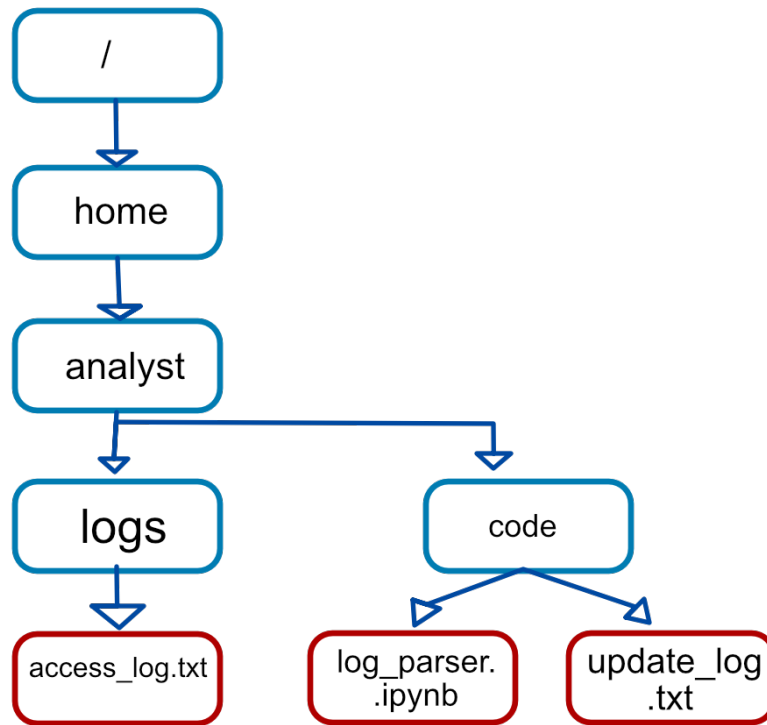 /
home
analyst
logs
code
access_log.txt
log_parser.
.ipynb
update_log
.txt